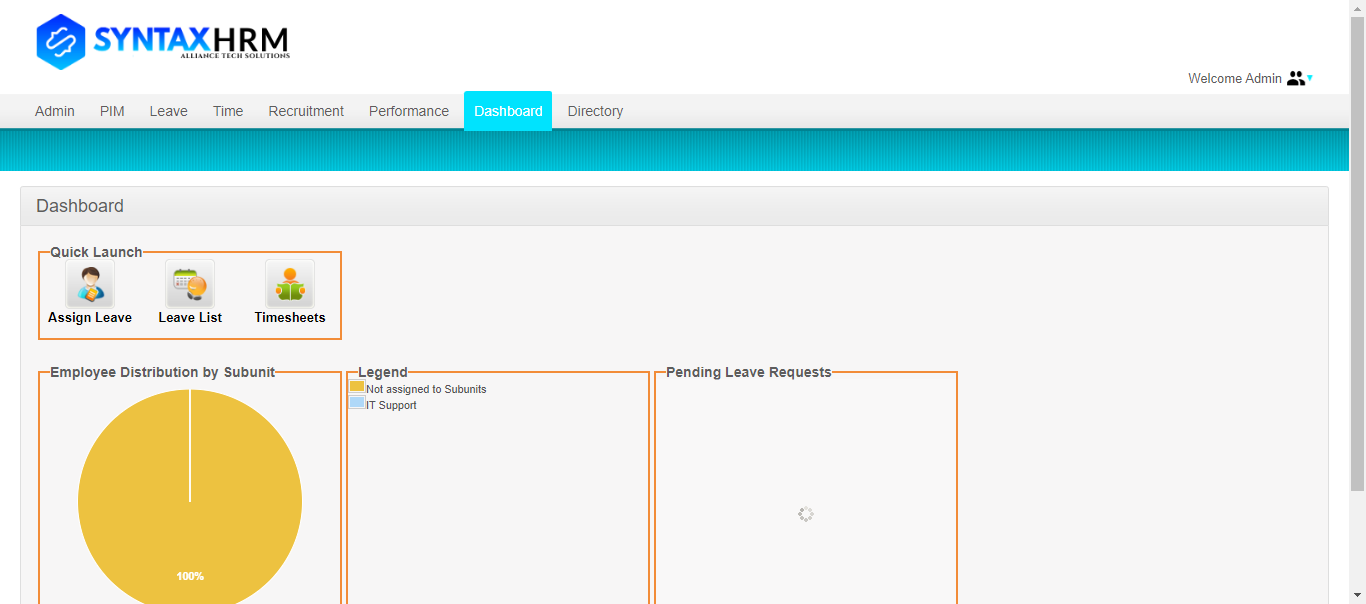 SYNTAXHRM
ALLIANCE TECH SOLUTIONS
Welcome Admin
Admin PIM Leave Time Recruitment Performance Dashboard Directory
Dashboard
Quick Launch
Assign Leave Leave List Timesheets
Employee Distribution by Subunit
100%
Legend
Not assigned to Subunits
IT Support
Pending Leave Requests